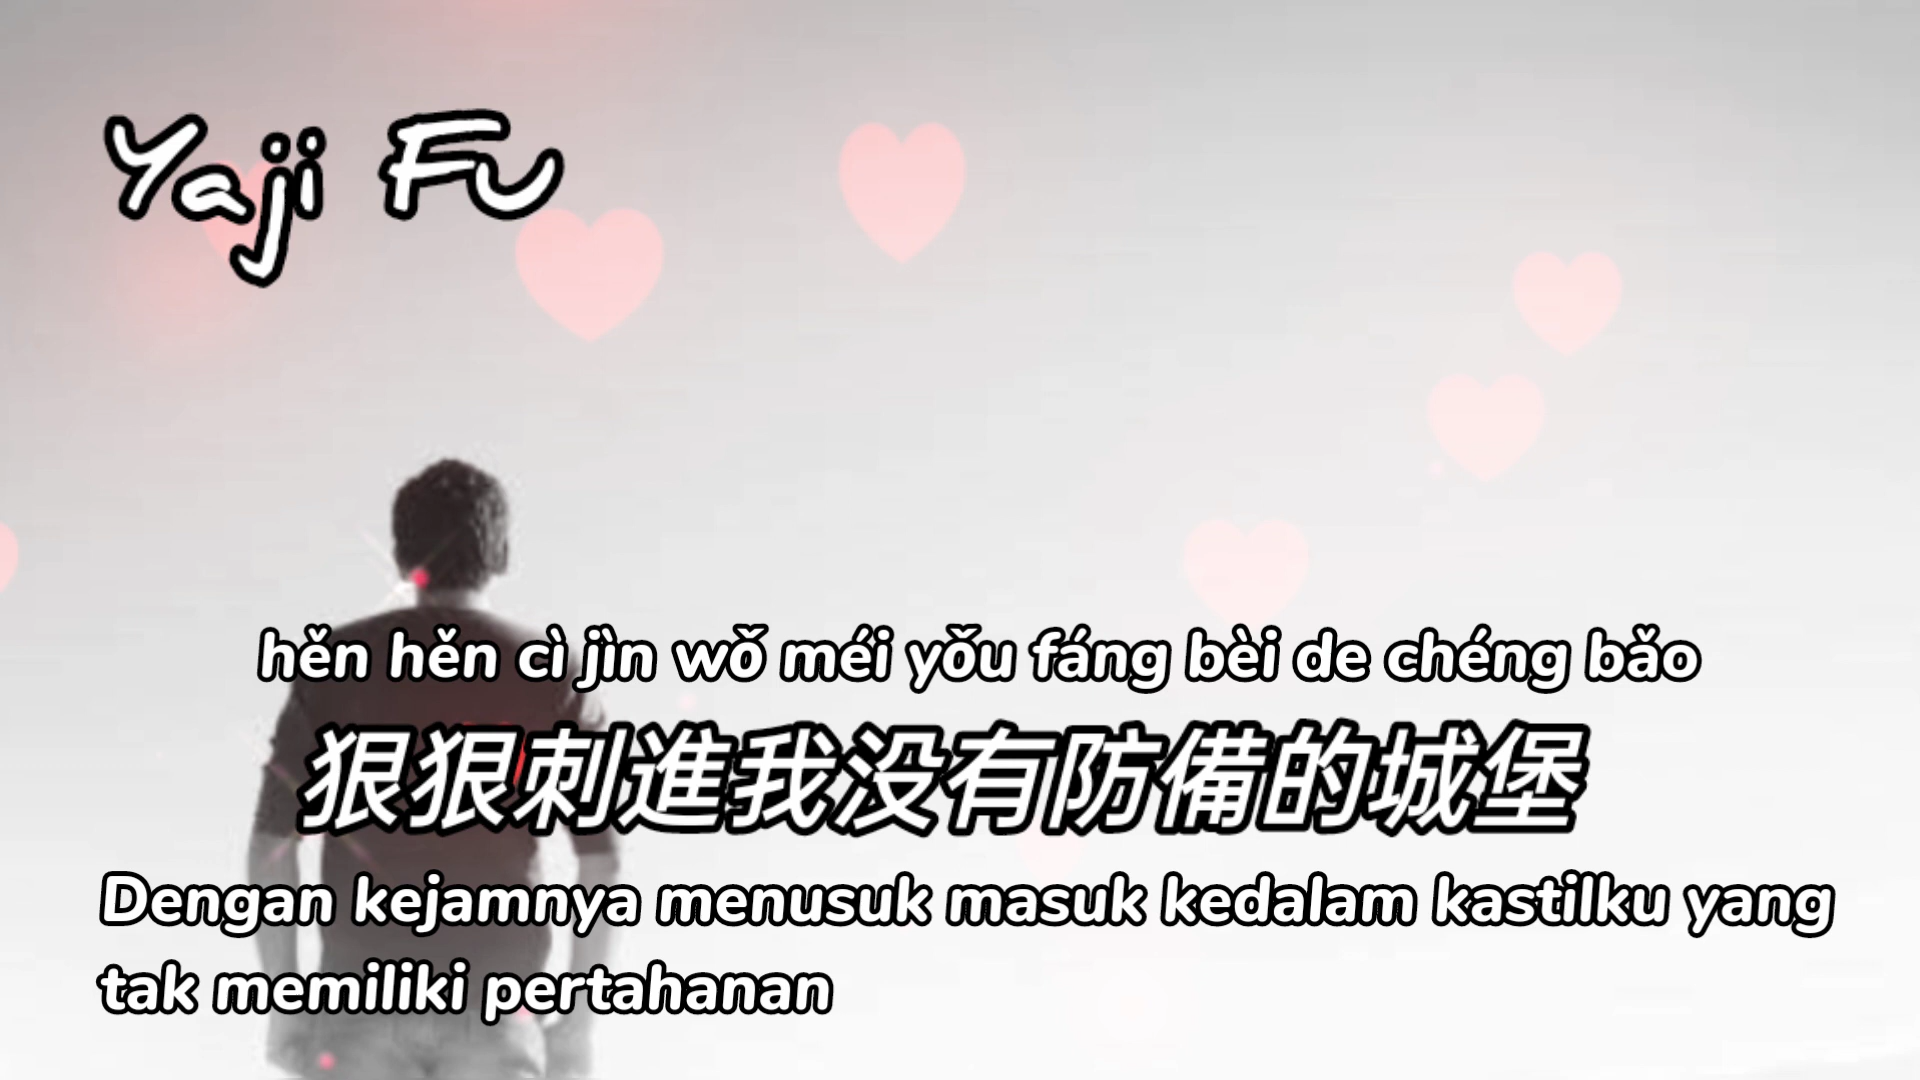 Yaji Fu
hěn hěn cì jìn wǒ méi yǒu fáng bèi de chéng bǎo
狠狠刺進我没有防備的城堡
Dengan kejamnya menusuk masuk kedalam kastilku yang
tak memiliki pertahanan